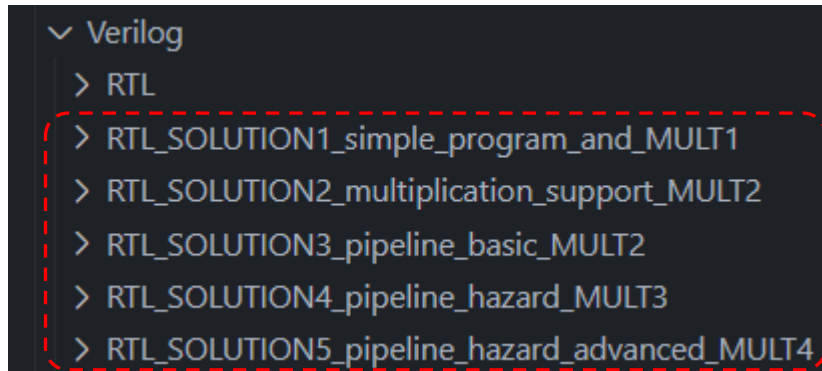 Verilog
RTL
RTL_SOLUTION1_simple_program_and_MULT1
RTL_SOLUTION2_multiplication_support_MULT2
RTL_SOLUTION3_pipeline_basic_MULT2
RTL_SOLUTION4_pipeline_hazard_MULT3
RTL_SOLUTION5_pipeline_hazard_advanced_MULT4